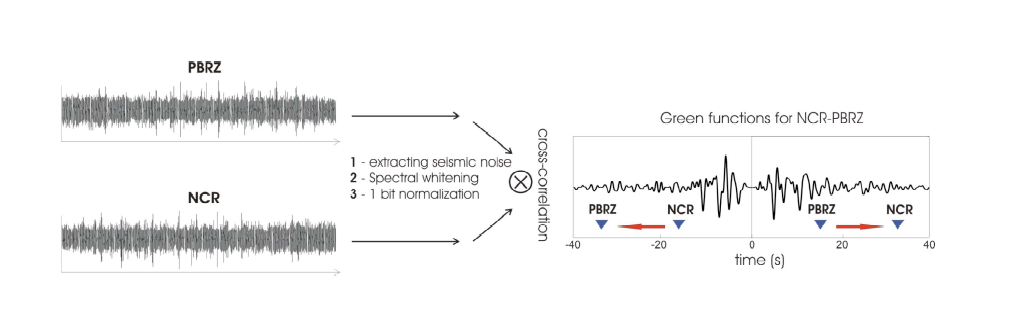 PBRZ
NCR
1 - extracting seismic noise
2 - Spectral whitening
3 - 1 bit normalization
cross-correlation
Green functions for NCR-PBRZ
PBRZ NCR PBRZ NCR
-40 -20 0 20 40
time (s)